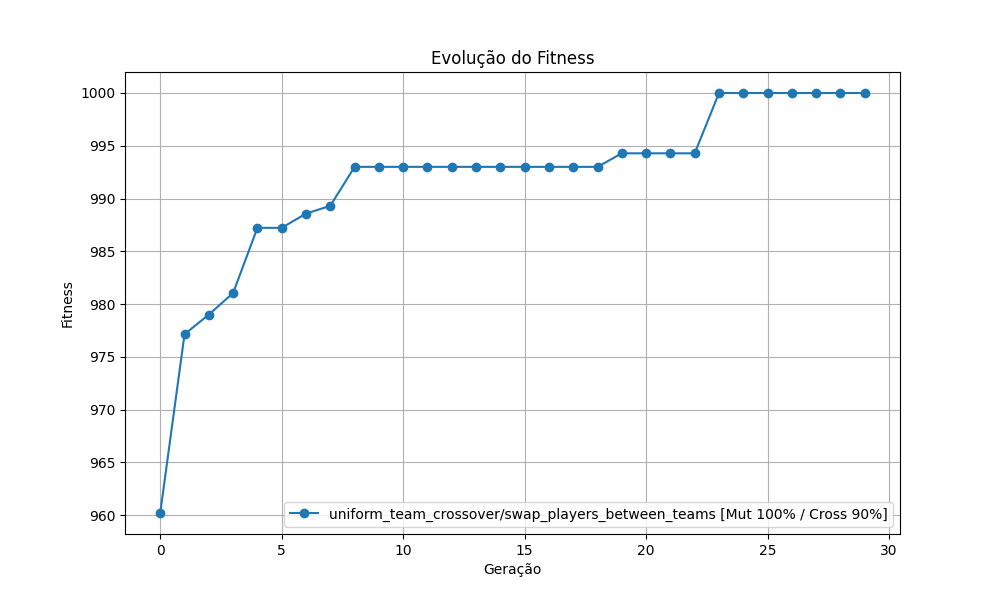 Evolução do Fitness
Fitness
1000
995
990
985
980
975
970
965
960
uniform_team_crossover/swap_players_between_teams [Mut 100% / Cross 90%]
0 5 10 15 20 25 30
Geração